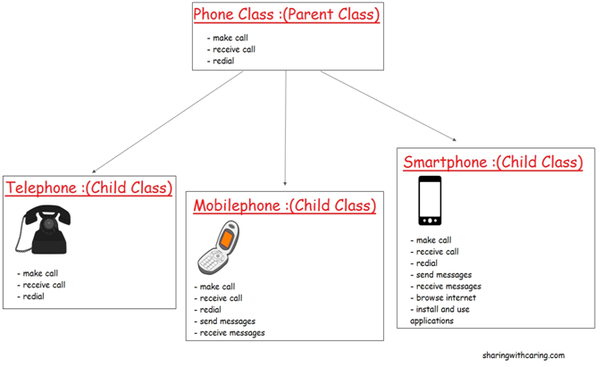 Phone Class :(Parent Class)
- make call
- receive call
- redial
Telephone :(Child Class)
- make call
- receive call
- redial
Mobilephone :(Child Class)
- make call
- receive call
- redial
- send messages
- receive messages
Smartphone :(Child Class)
- make call
- receive call
- redial
- send messages
- receive messages
- browse internet
- install and use
applications
sharingwithcaring.com